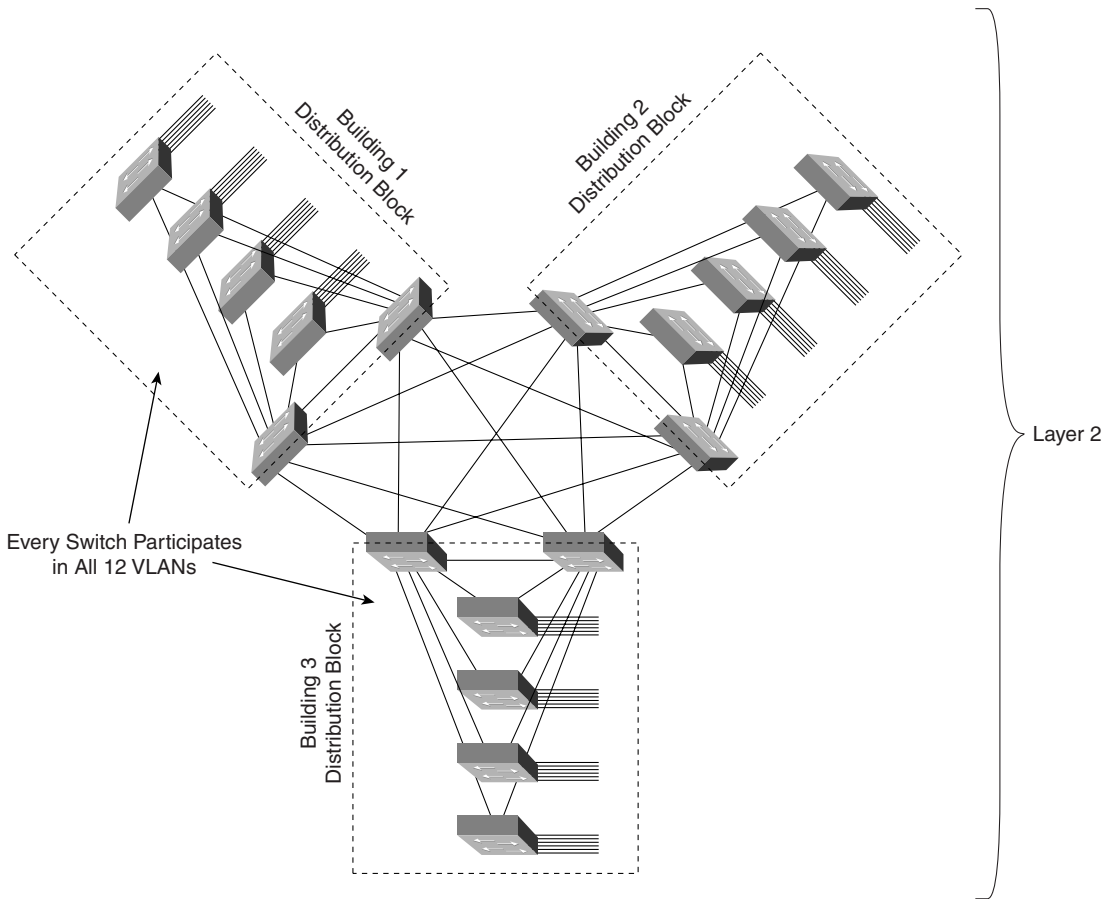 Building 1
Distribution Block
Building 2
Distribution Block
Layer 2
Every Switch Participates
in All 12 VLANs
Building 3
Distribution Block